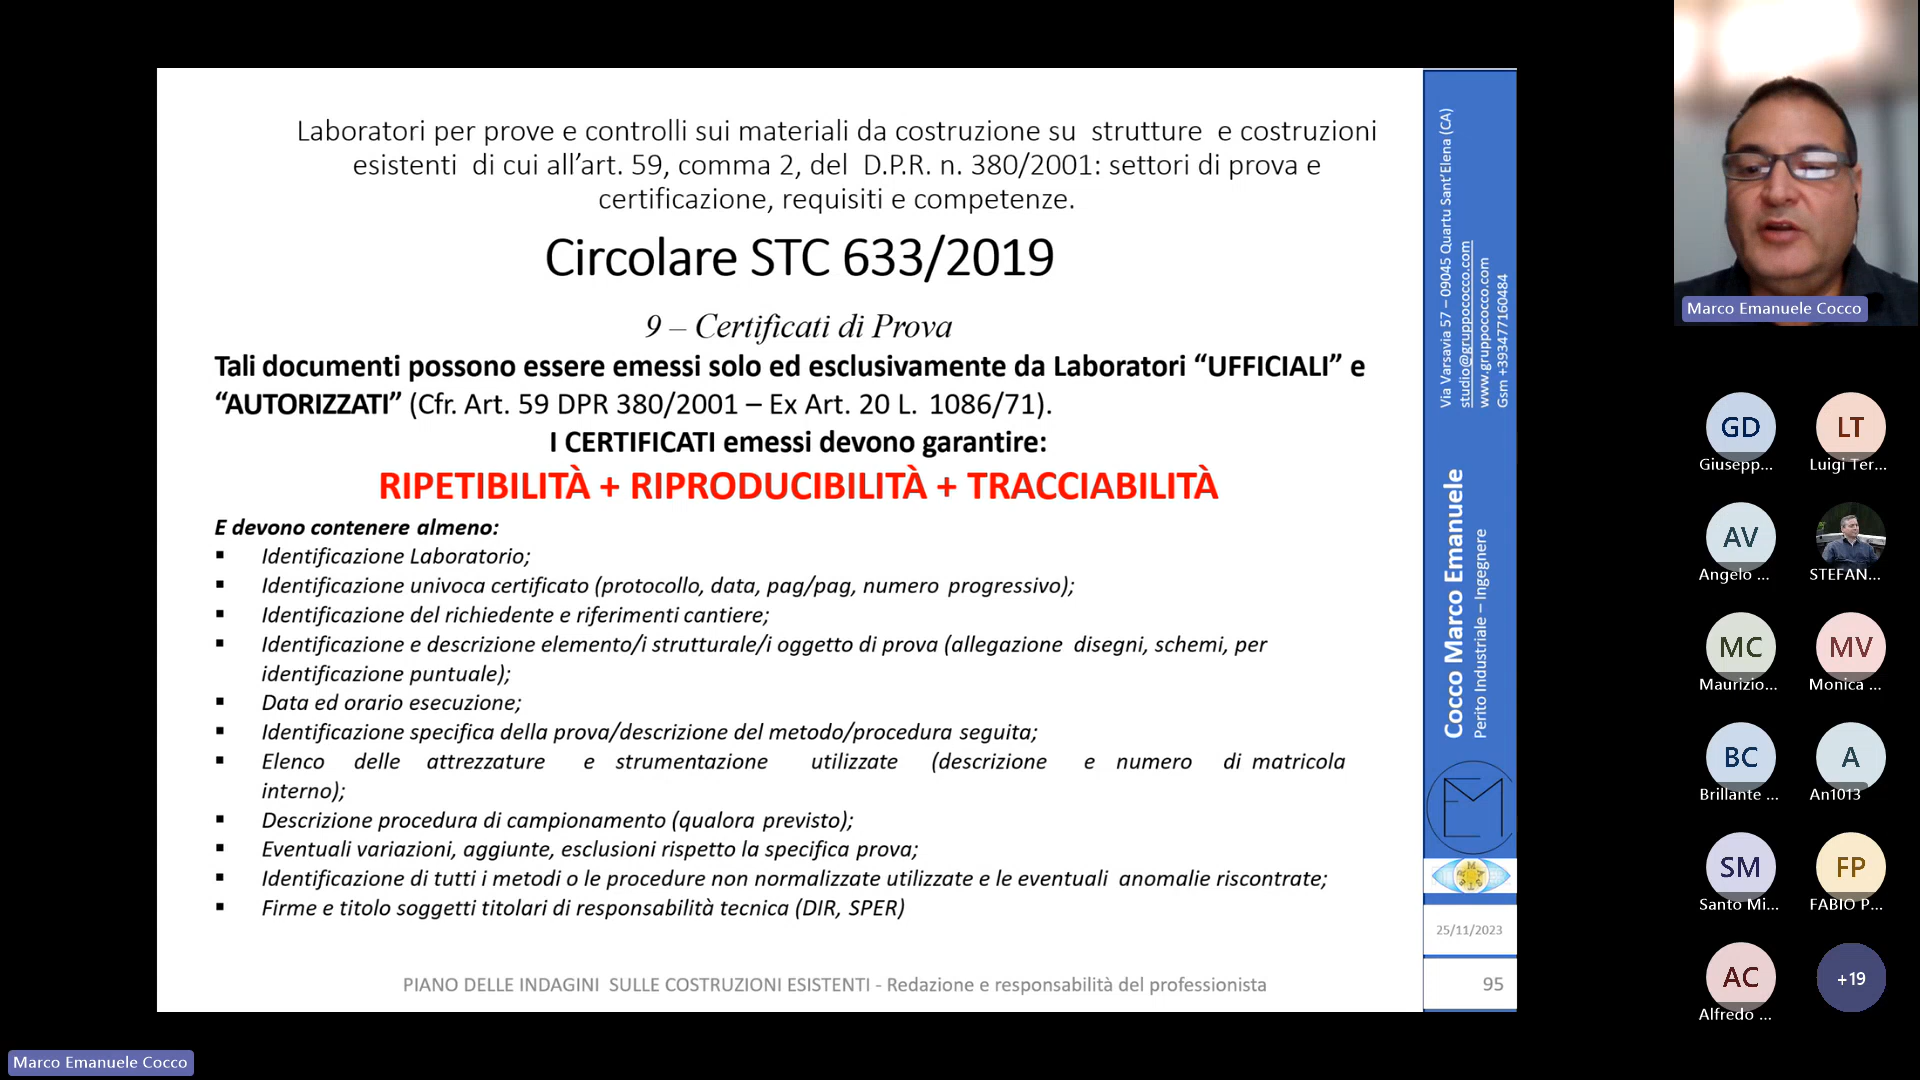 Laboratori per prove e controlli sui materiali da costruzione su strutture e costruzioni
esistenti di cui all’art. 59, comma 2, del D.P.R. n. 380/2001: settori di prova e
certificazione, requisiti e competenze.
Circolare STC 633/2019
9 – Certificati di Prova
Tali documenti possono essere emessi solo ed esclusivamente da Laboratori “UFFICIALI” e
“AUTORIZZATI” (Cfr. Art. 59 DPR 380/2001 – Ex Art. 20 L. 1086/71).
I CERTIFICATI emessi devono garantire:
RIPETIBILITÀ + RIPRODUCIBILITÀ + TRACCIABILITÀ
E devono contenere almeno:
▪ Identificazione Laboratorio;
▪ Identificazione univoca certificato (protocollo, data, pag/pag, numero progressivo);
▪ Identificazione del richiedente e riferimenti cantiere;
▪ Identificazione e descrizione elemento/i strutturale/i oggetto di prova (allegazione disegni, schemi, per
identificazione puntuale);
▪ Data ed orario esecuzione;
▪ Identificazione specifica della prova/descrizione del metodo/procedura seguita;
▪ Elenco delle attrezzature e strumentazione utilizzate (descrizione e numero di matricola
interno);
▪ Descrizione procedura di campionamento (qualora previsto);
▪ Eventuali variazioni, aggiunte, esclusioni rispetto la specifica prova;
▪ Identificazione di tutti i metodi o le procedure non normalizzate utilizzate e le eventuali anomalie riscontrate;
▪ Firme e titolo soggetti titolari di responsabilità tecnica (DIR, SPER)
PIANO DELLE INDAGINI SULLE COSTRUZIONI ESISTENTI - Redazione e responsabilità del professionista
Via Varsavia 57 – 09045 Quartu Sant’Elena (CA)
studio@gruppococco.com
www.gruppococco.com
Gsm +393477160484
Cocco Marco Emanuele
Perito Industriale – Ingegnere
25/11/2023
95
Marco Emanuele Cocco
GD
LT
Giusepp...
Luigi Ter...
AV
Angelo ...
STEFAN...
MC
MV
Maurizio...
Monica ...
BC
A
Brillante ...
An1013
SM
FP
Santo Mi...
FABIO P...
AC
+19
Alfredo ...
Marco Emanuele Cocco